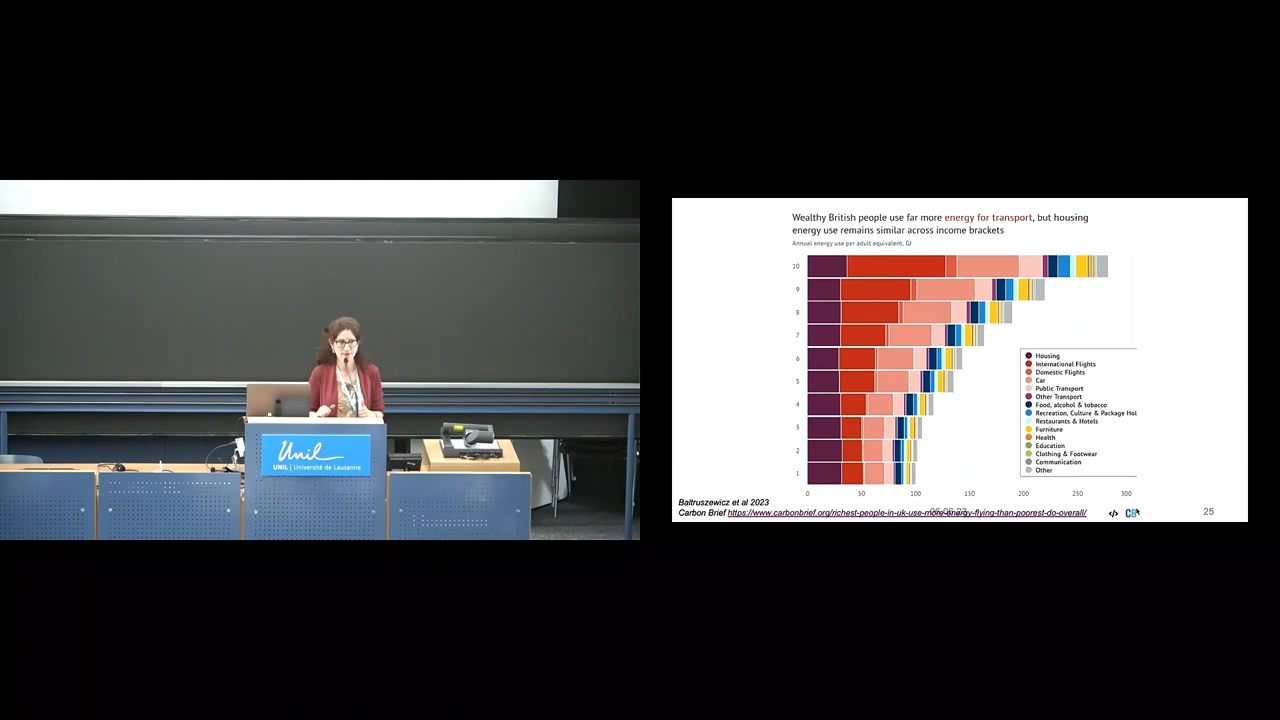 Unil
UNIL | Université de Lausanne
Wealthy British people use far more energy for transport, but housing
energy use remains similar across income brackets
Annual energy use per adult equivalent, GJ
10
9
8
7
6
5
4
3
2
1
Housing
International Flights
Domestic Flights
Car
Public Transport
Other Transport
Food, alcohol & tobacco
Recreation, Culture & Package Hol
Restaurants & Hotels
Furniture
Health
Education
Clothing & Footwear
Communication
Other
0 50 100 150 200 250 300
Baltruszewicz et al 2023
Carbon Brief https://www.carbonbrief.org/richest-people-in-uk-use-more-energy-flying-than-poorest-do-overall/
</> CB
25